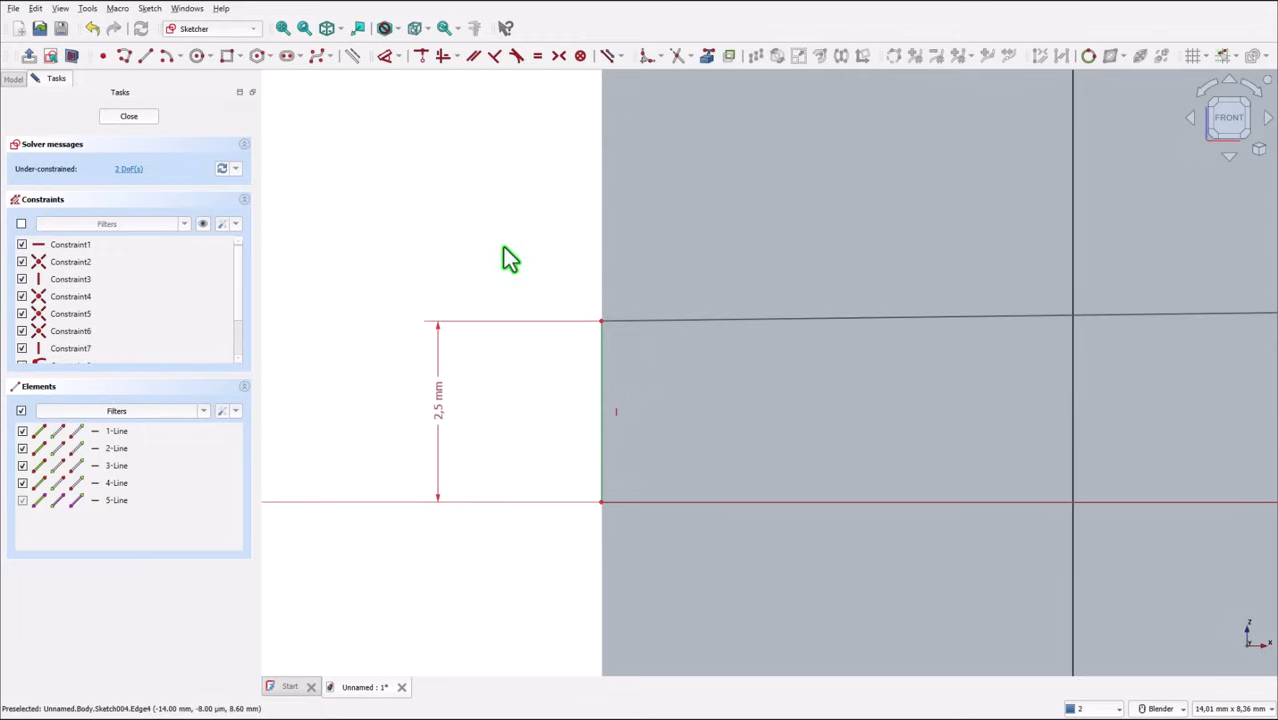 File Edit View Tools Macro Sketch Windows Help
Sketcher
Model Tasks
Tasks
Close
Solver messages
Under-constrained: 2 DoF(s)
Constraints
Filters
Constraint1
Constraint2
Constraint3
Constraint4
Constraint5
Constraint6
Constraint7
Elements
Filters
1-Line
2-Line
3-Line
4-Line
5-Line
2,5 mm
FRONT
Z
X
Start Unnamed : 1*
Preselected: Unnamed.Body.Sketch004.Edge4 (-14.00 mm, -8.00 µm, 8.60 mm) 2 Blender 14,01 mm x 8,36 mm